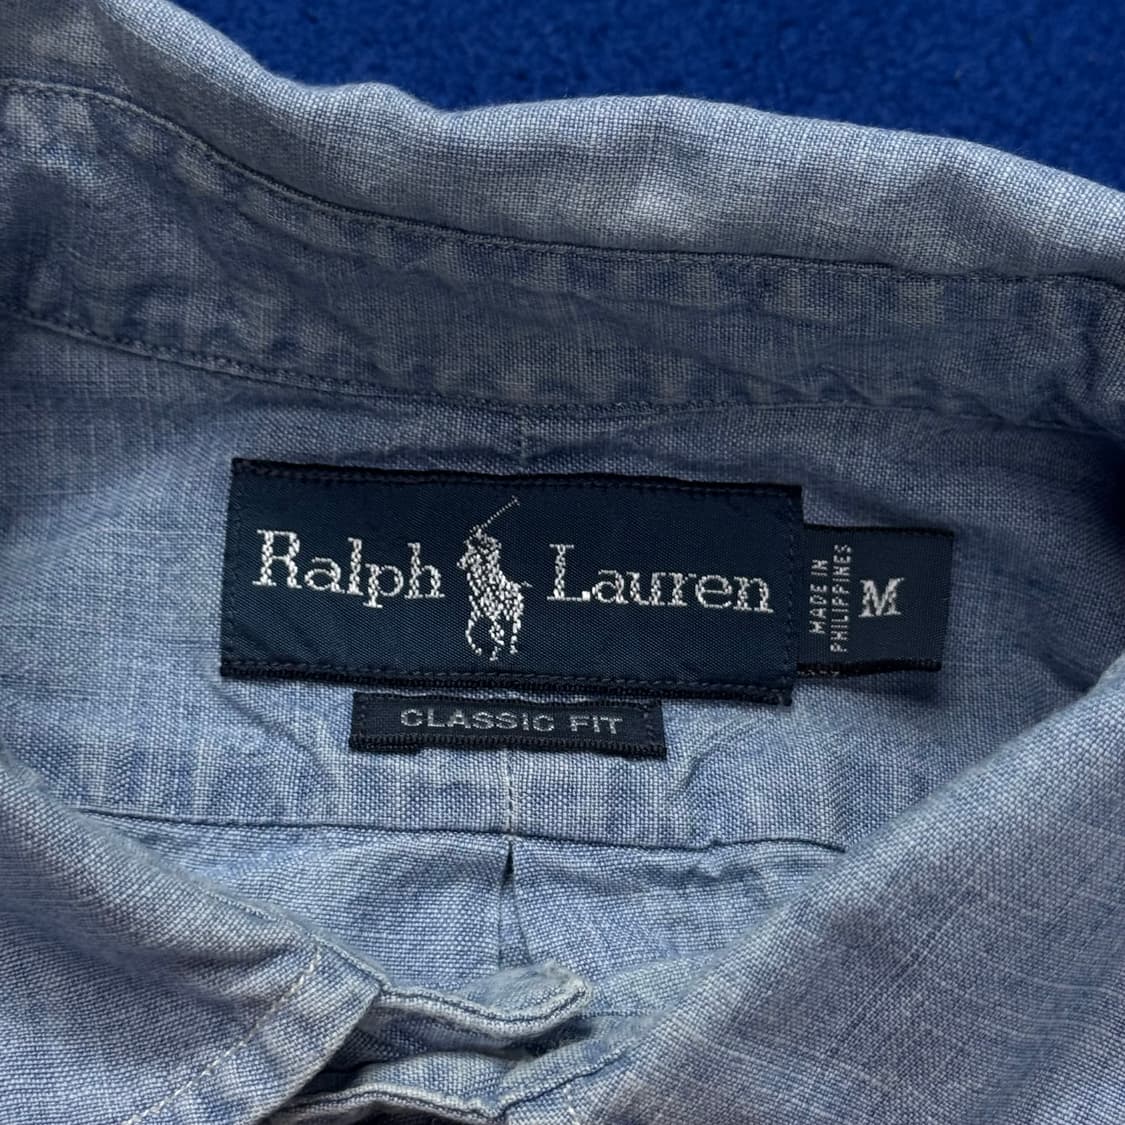 Ralph Lauren
MADE IN
PHILIPPINES
M
CLASSIC FIT